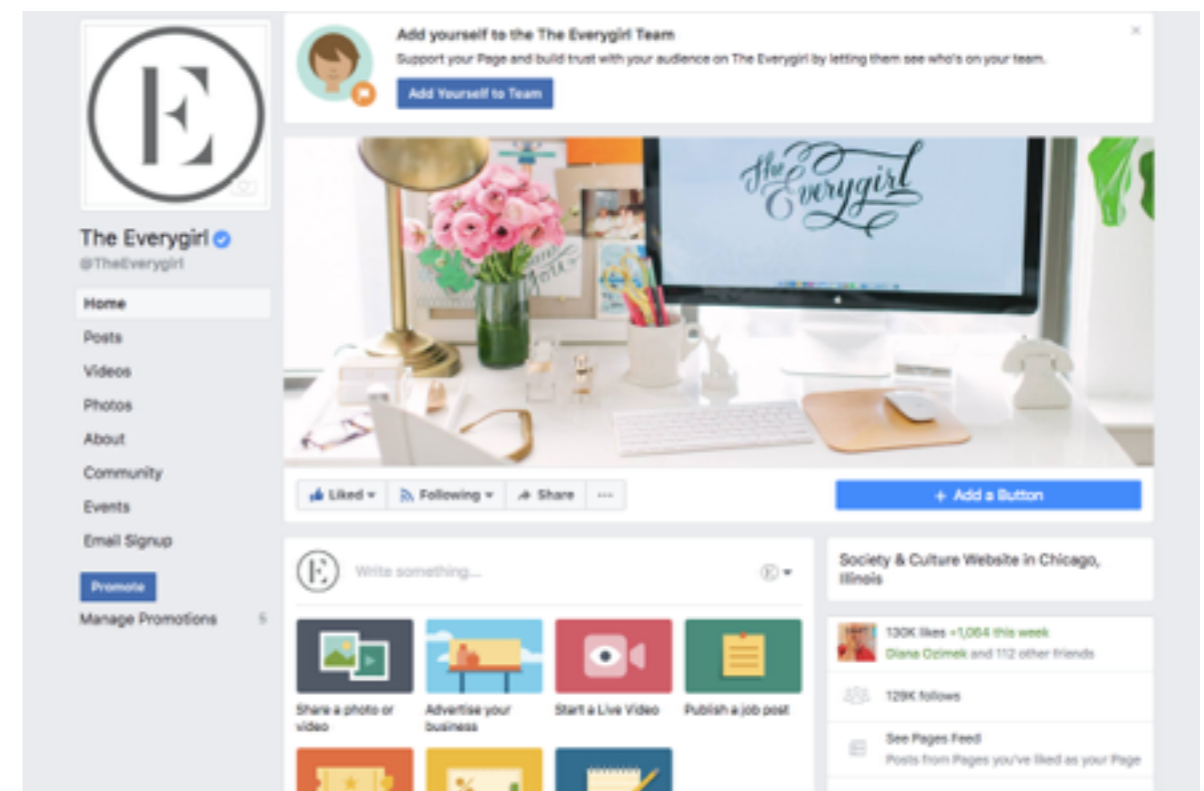 E
The Everygirl
@TheEverygirl
Home
Posts
Videos
Photos
About
Community
Events
Email Signup
Promote
Manage Promotions 5
Add yourself to the The Everygirl Team
Support your Page and build trust with your audience on The Everygirl by letting them see who's on your team.
Add Yourself to Team
The
Everygirl
you
Liked
Following
Share
+ Add a Button
E
Write something...
E
Share a photo or
video
Advertise your
business
Start a Live Video
Publish a job post
Society & Culture Website in Chicago,
Illinois
130K likes +1,064 this week
Diana Ozimek and 112 other friends
129K follows
See Pages Feed
Posts from Pages you've liked as your Page